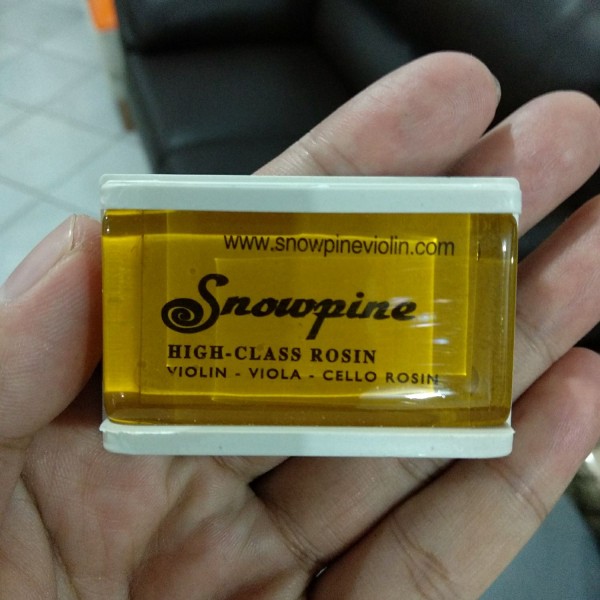 www.snowpineviolin.com
Snowpine
HIGH-CLASS ROSIN
VIOLIN - VIOLA - CELLO ROSIN